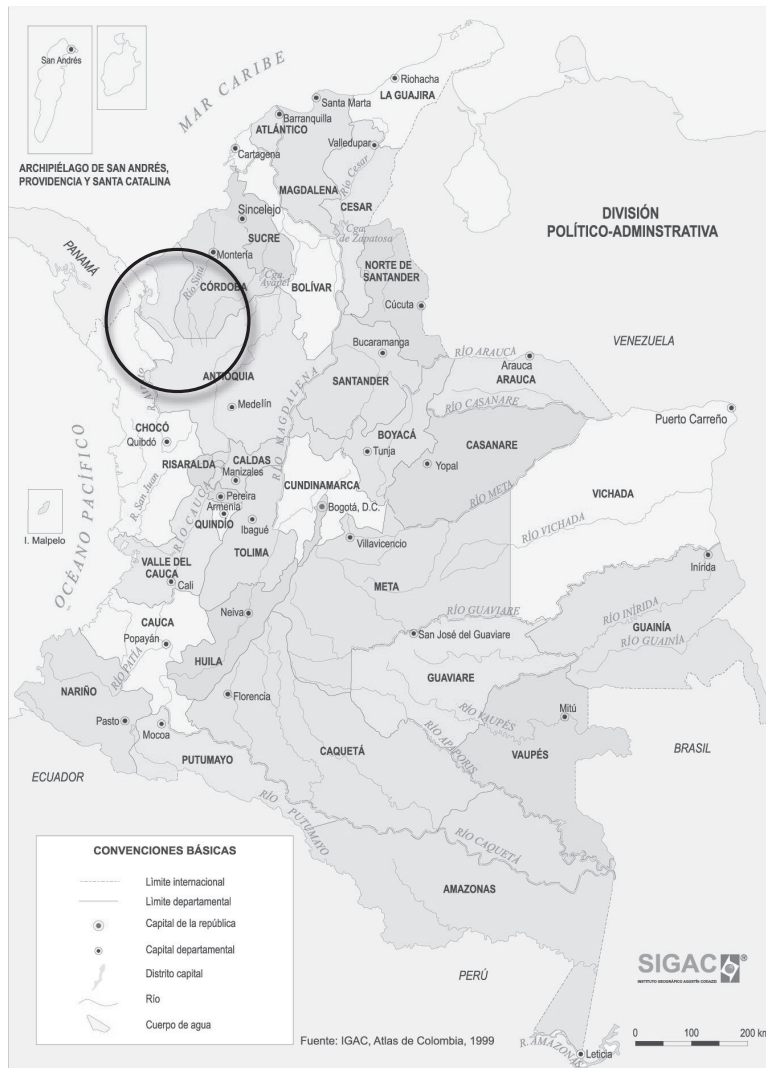 San Andrés
ARCHIPIÉLAGO DE SAN ANDRÉS,
PROVIDENCIA Y SANTA CATALINA
MAR CARIBE
DIVISIÓN
POLÍTICO-ADMINSTRATIVA
Riohacha
LA GUAJIRA
Santa Marta
Barranquilla
ATLÁNTICO
Cartagena
Valledupar
Río Cesar
MAGDALENA
CESAR
Sincelejo
SUCRE
Cga.
de Zapatosa
PANAMÁ
Montería
Río Sinú
CÓRDOBA
Cga.
Ayapel
BOLÍVAR
NORTE DE
SANTANDER
Cúcuta
VENEZUELA
Bucaramanga
RÍO ARAUCA
Arauca
ARAUCA
ANTIOQUIA
SANTANDER
RÍO CASANARE
Medellín
RÍO MAGDALENA
BOYACÁ
Tunja
CASANARE
Yopal
Puerto Carreño
CHOCÓ
Quibdó
OCÉANO PACÍFICO
RISARALDA
CALDAS
Manizales
CUNDINAMARCA
RÍO META
VICHADA
R. San Juan
RÍO CAUCA
Pereira
Armenia
QUINDÍO
Ibagué
Bogotá, D.C.
I. Malpelo
TOLIMA
Villavicencio
RÍO VICHADA
VALLE DEL
CAUCA
Cali
META
Inírida
RÍO INÍRIDA
GUAINÍA
RÍO GUAINÍA
CAUCA
Popayán
Neiva
RÍO GUAVIARE
San José del Guaviare
RÍO PATÍA
HUILA
GUAVIARE
NARIÑO
Florencia
RÍO VAUPÉS
Mitú
Pasto
Mocoa
CAQUETÁ
RÍO APAPORIS
VAUPÉS
BRASIL
PUTUMAYO
ECUADOR
RÍO PUTUMAYO
RÍO CAQUETÁ
AMAZONAS
PERÚ
CONVENCIONES BÁSICAS
Límite internacional
Límite departamental
Capital de la república
Capital departamental
Distrito capital
Río
Cuerpo de agua
Fuente: IGAC, Atlas de Colombia, 1999
SIGAC®
INSTITUTO GEOGRÁFICO AGUSTÍN CODAZZI
0 100 200 km
R. AMAZONAS
Leticia